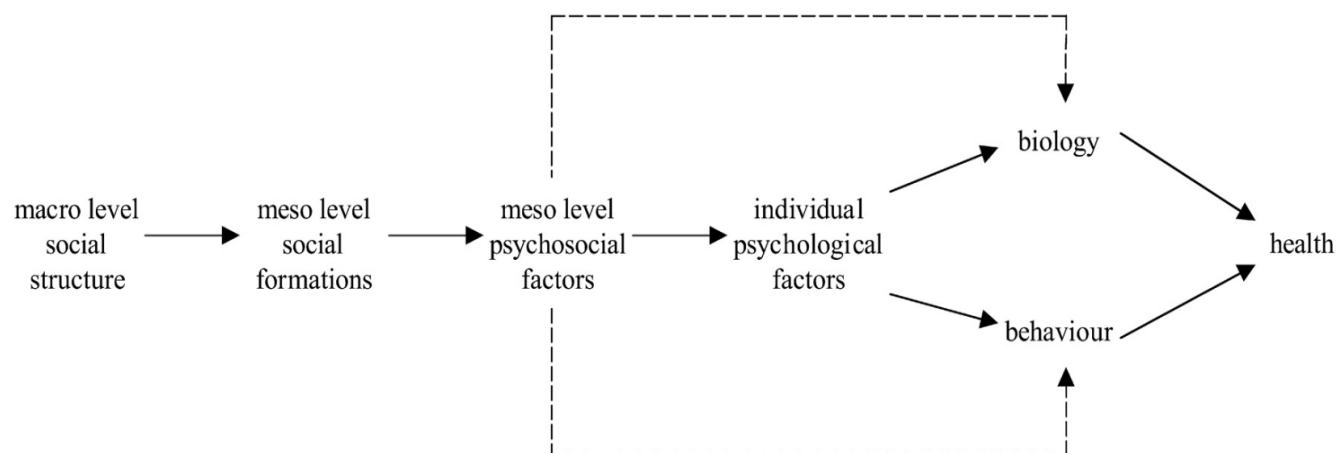 macro level
social
structure
meso level
social
formations
meso level
psychosocial
factors
individual
psychological
factors
biology
behaviour
health